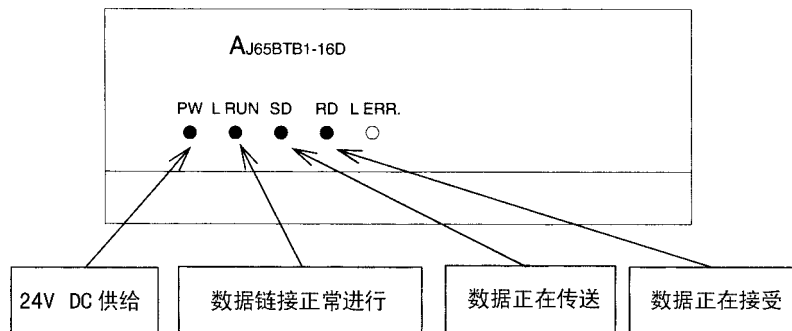 AJ65BTB1-16D
PW L RUN SD RD L ERR.
24V DC供给
数据链接正常进行
数据正在传送
数据正在接受